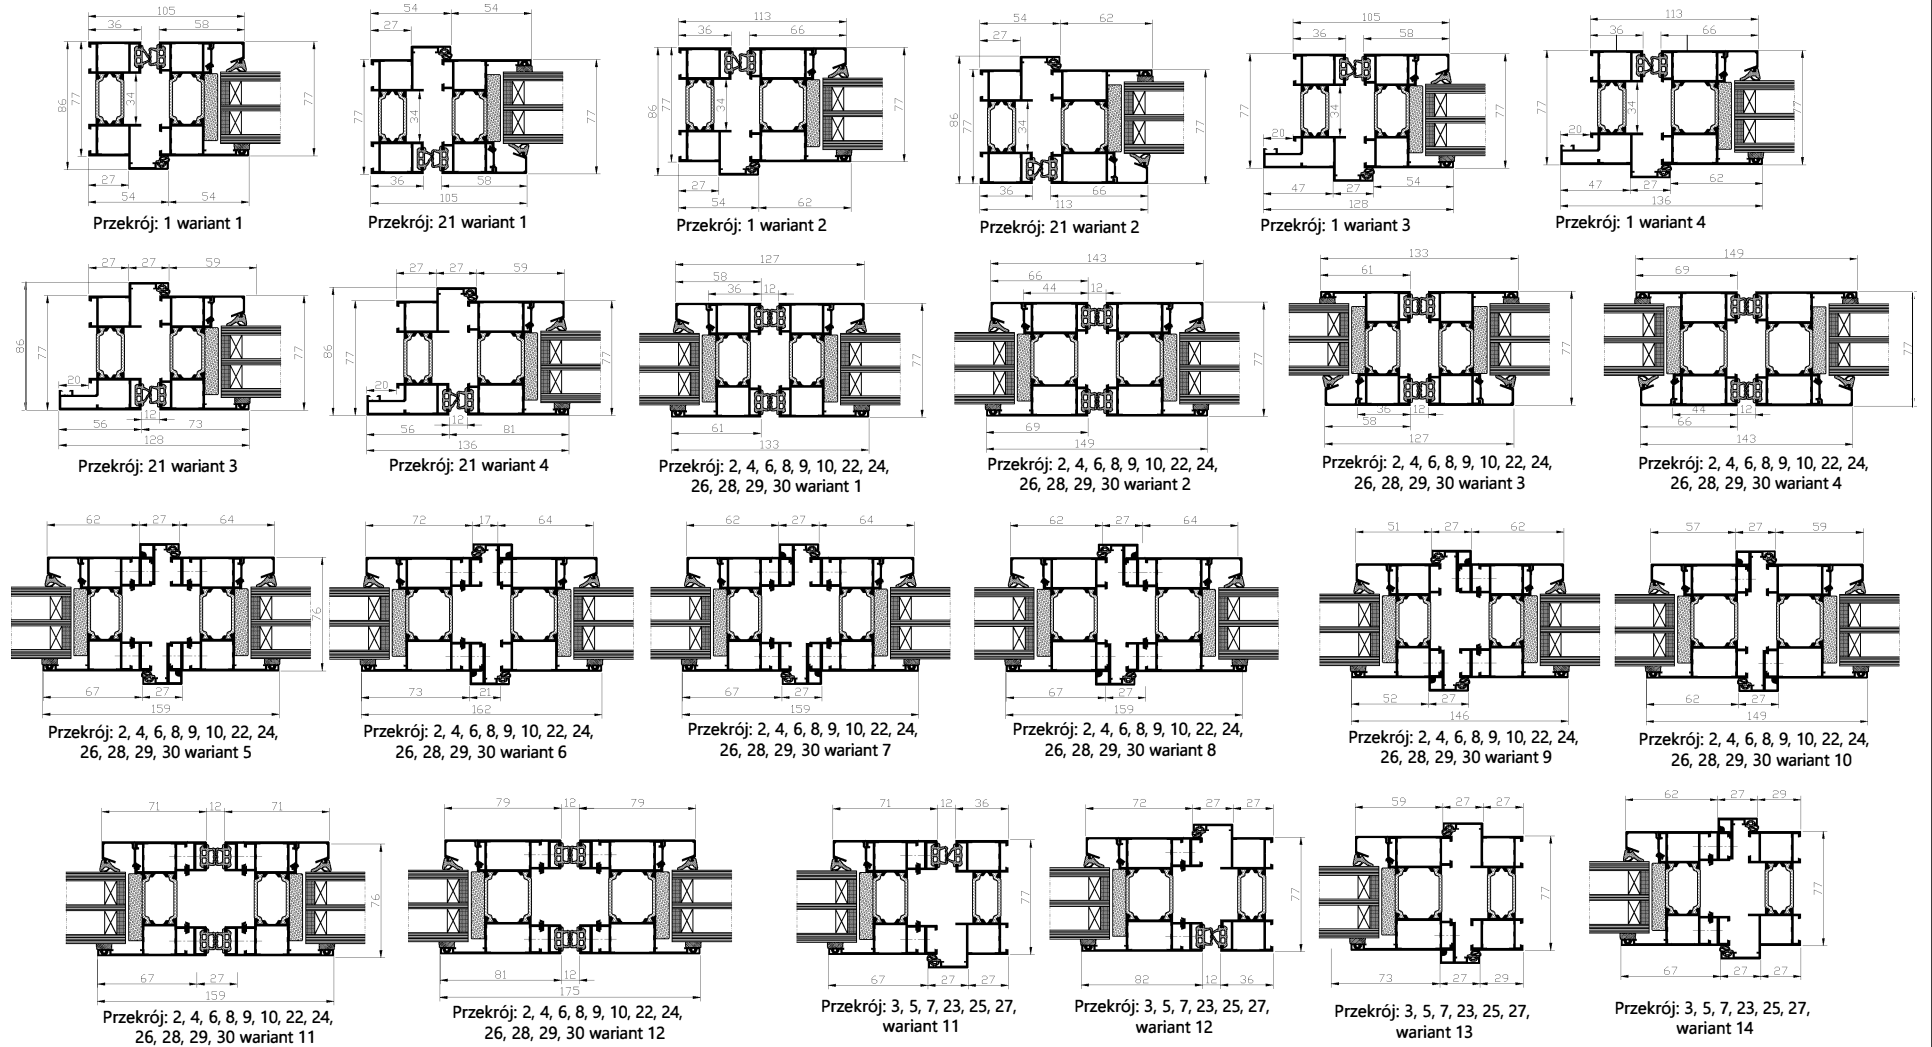 105
36 58
86 77 34 77
27
54 54
Przekrój: 1 wariant 1
54 54
27
77 34 77
36 58
105
Przekrój: 21 wariant 1
113
36 66
86 77 34 77
27
54 62
Przekrój: 1 wariant 2
54 62
27
86 77 34 77
36 66
113
Przekrój: 21 wariant 2
105
36 58
77 34 77
20
47 27 54
128
Przekrój: 1 wariant 3
113
36 66
77 34 77
20
47 27 62
136
Przekrój: 1 wariant 4
27 27 59
86 77 77
20
12
56 73
128
Przekrój: 21 wariant 3
27 27 59
86 77 77
20
12
56 81
136
Przekrój: 21 wariant 4
127
58
36 12
77
61
133
Przekrój: 2, 4, 6, 8, 9, 10, 22, 24,
26, 28, 29, 30 wariant 1
143
66
44 12
77
69
149
Przekrój: 2, 4, 6, 8, 9, 10, 22, 24,
26, 28, 29, 30 wariant 2
133
61
77
36 12
58
127
Przekrój: 2, 4, 6, 8, 9, 10, 22, 24,
26, 28, 29, 30 wariant 3
149
69
77
44 12
66
143
Przekrój: 2, 4, 6, 8, 9, 10, 22, 24,
26, 28, 29, 30 wariant 4
62 27 64
76
67 27
159
Przekrój: 2, 4, 6, 8, 9, 10, 22, 24,
26, 28, 29, 30 wariant 5
72 17 64
73 21
162
Przekrój: 2, 4, 6, 8, 9, 10, 22, 24,
26, 28, 29, 30 wariant 6
62 27 64
67 27
159
Przekrój: 2, 4, 6, 8, 9, 10, 22, 24,
26, 28, 29, 30 wariant 7
62 27 64
67 27
159
Przekrój: 2, 4, 6, 8, 9, 10, 22, 24,
26, 28, 29, 30 wariant 8
51 27 62
52 27
146
Przekrój: 2, 4, 6, 8, 9, 10, 22, 24,
26, 28, 29, 30 wariant 9
57 27 59
62 27
149
Przekrój: 2, 4, 6, 8, 9, 10, 22, 24,
26, 28, 29, 30 wariant 10
71 12 71
76
67 27
159
Przekrój: 2, 4, 6, 8, 9, 10, 22, 24,
26, 28, 29, 30 wariant 11
79 12 79
81 12
175
Przekrój: 2, 4, 6, 8, 9, 10, 22, 24,
26, 28, 29, 30 wariant 12
71 12 36
77
67 27 27
Przekrój: 3, 5, 7, 23, 25, 27,
wariant 11
72 27 27
77
82 12 36
Przekrój: 3, 5, 7, 23, 25, 27,
wariant 12
59 27 27
77
73 27 29
Przekrój: 3, 5, 7, 23, 25, 27,
wariant 13
62 27 29
77
67 27 27
Przekrój: 3, 5, 7, 23, 25, 27,
wariant 14